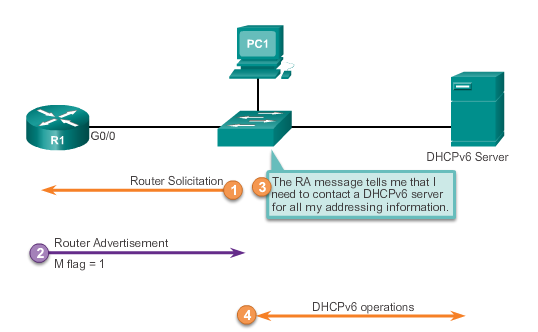 PC1
R1
G0/0
DHCPv6 Server
Router Solicitation
1
3
The RA message tells me that I
need to contact a DHCPv6 server
for all my addressing information.
2
Router Advertisement
M flag = 1
4
DHCPv6 operations